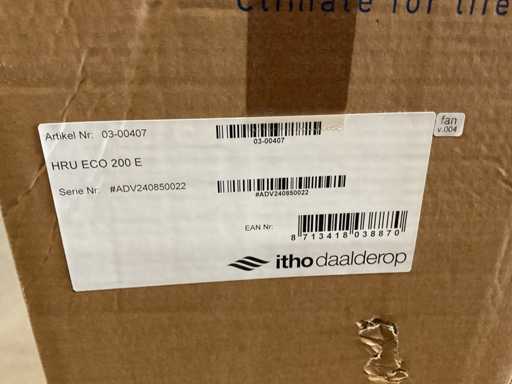 Climate for life
Artikel Nr: 03-00407
03-00407
fan
v.004
HRU ECO 200 E
Serie Nr: #ADV240850022
#ADV240850022
EAN Nr:
8 713418 038870
itho daalderop